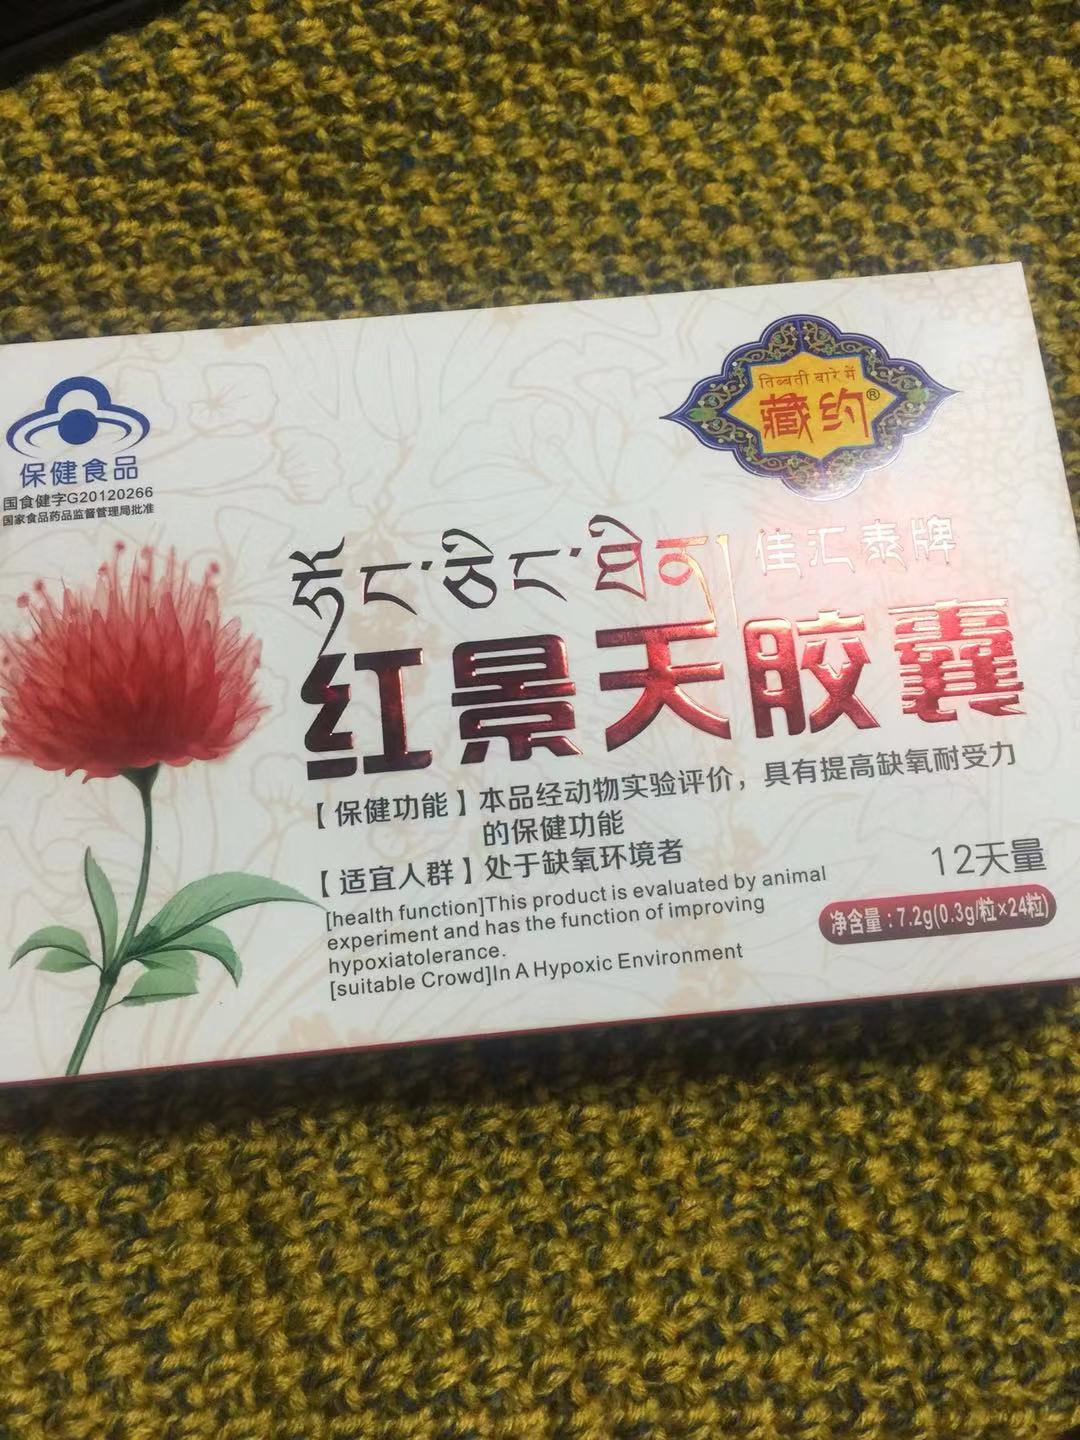 तिब्बती बारे में
藏约®
保健食品
国食健字G20120266
国家食品药品监督管理局批准
佳汇泰牌
红景天胶囊
【保健功能】本品经动物实验评价，具有提高缺氧耐受力
的保健功能
【适宜人群】处于缺氧环境者
12天量
净含量：7.2g(0.3g/粒×24粒)
[health function]This product is evaluated by animal
experiment and has the function of improving
hypoxiatolerance.
[suitable Crowd]In A Hypoxic Environment